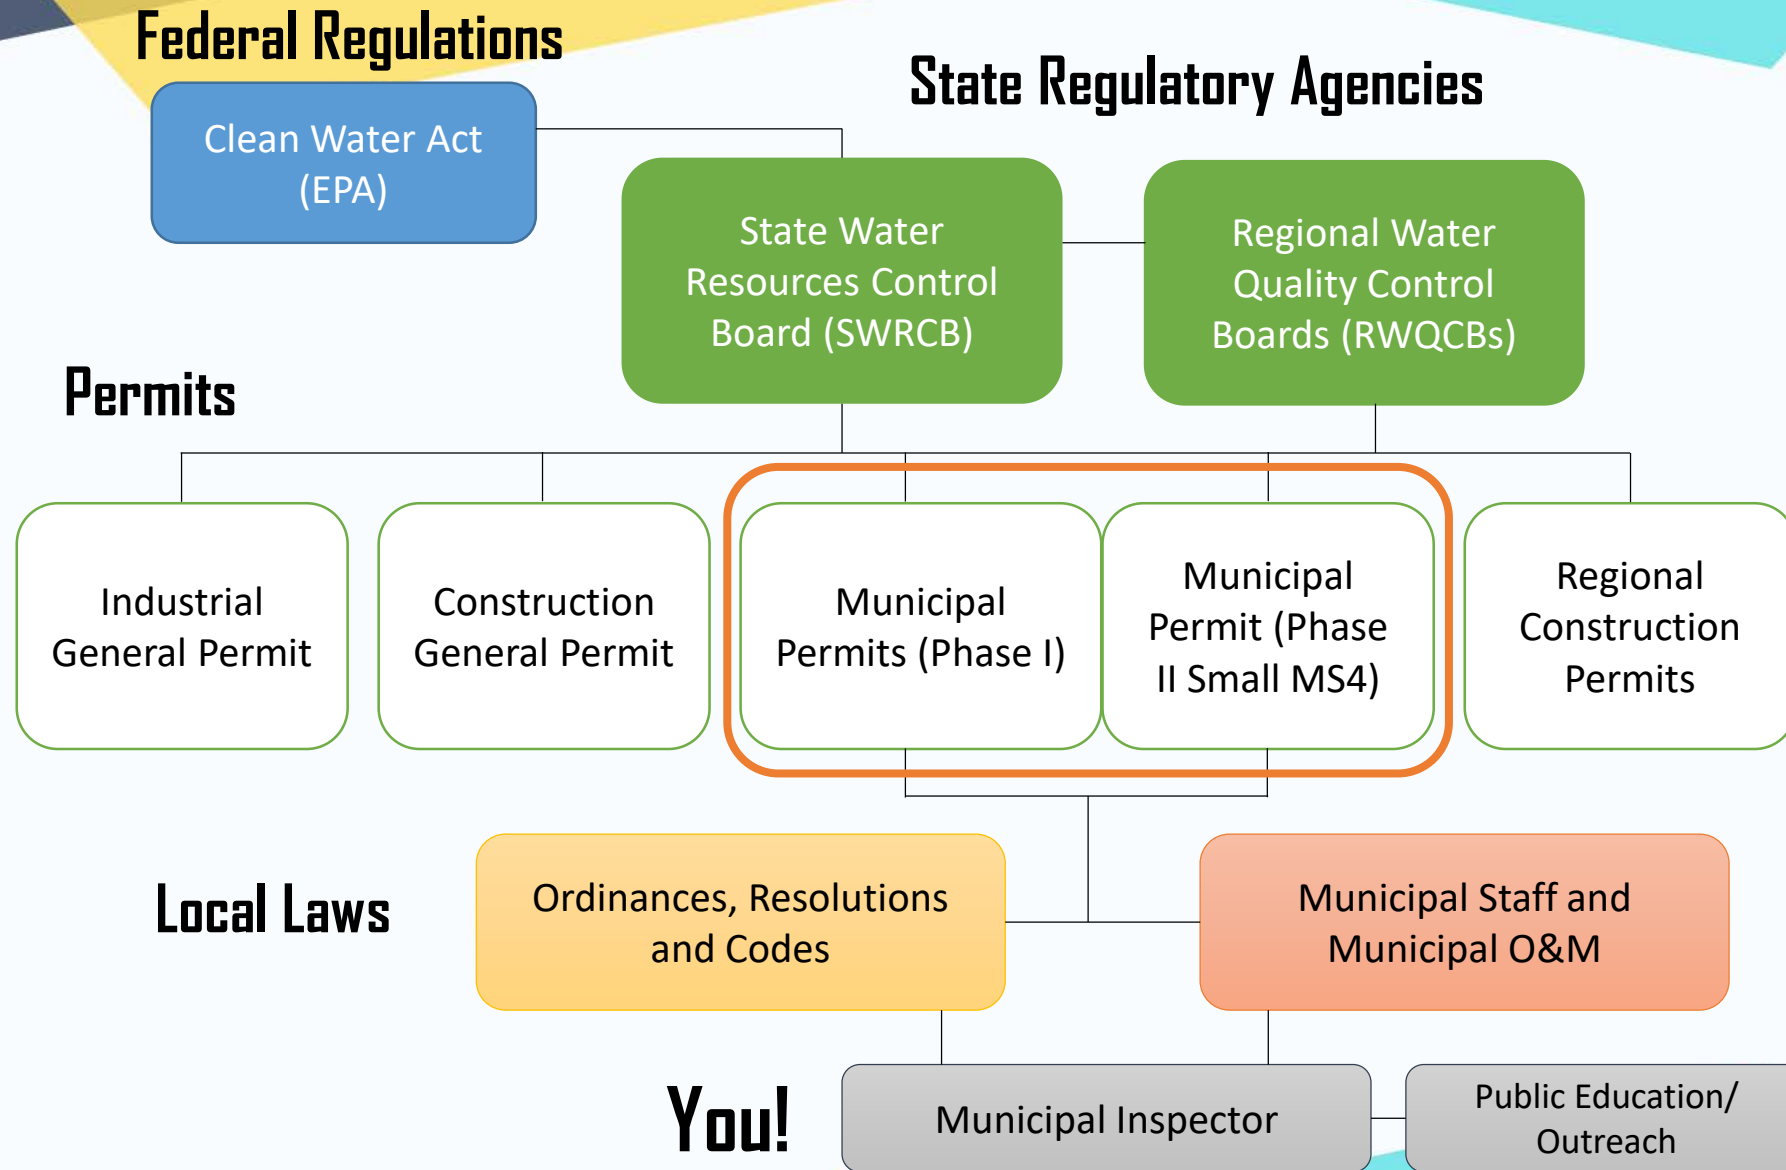 Federal Regulations
State Regulatory Agencies
Clean Water Act
(EPA)
State Water
Resources Control
Board (SWRCB)
Regional Water
Quality Control
Boards (RWQCBs)
Permits
Industrial
General Permit
Construction
General Permit
Municipal
Permits (Phase I)
Municipal
Permit (Phase
II Small MS4)
Regional
Construction
Permits
Local Laws
Ordinances, Resolutions
and Codes
Municipal Staff and
Municipal O&M
You!
Municipal Inspector
Public Education/
Outreach